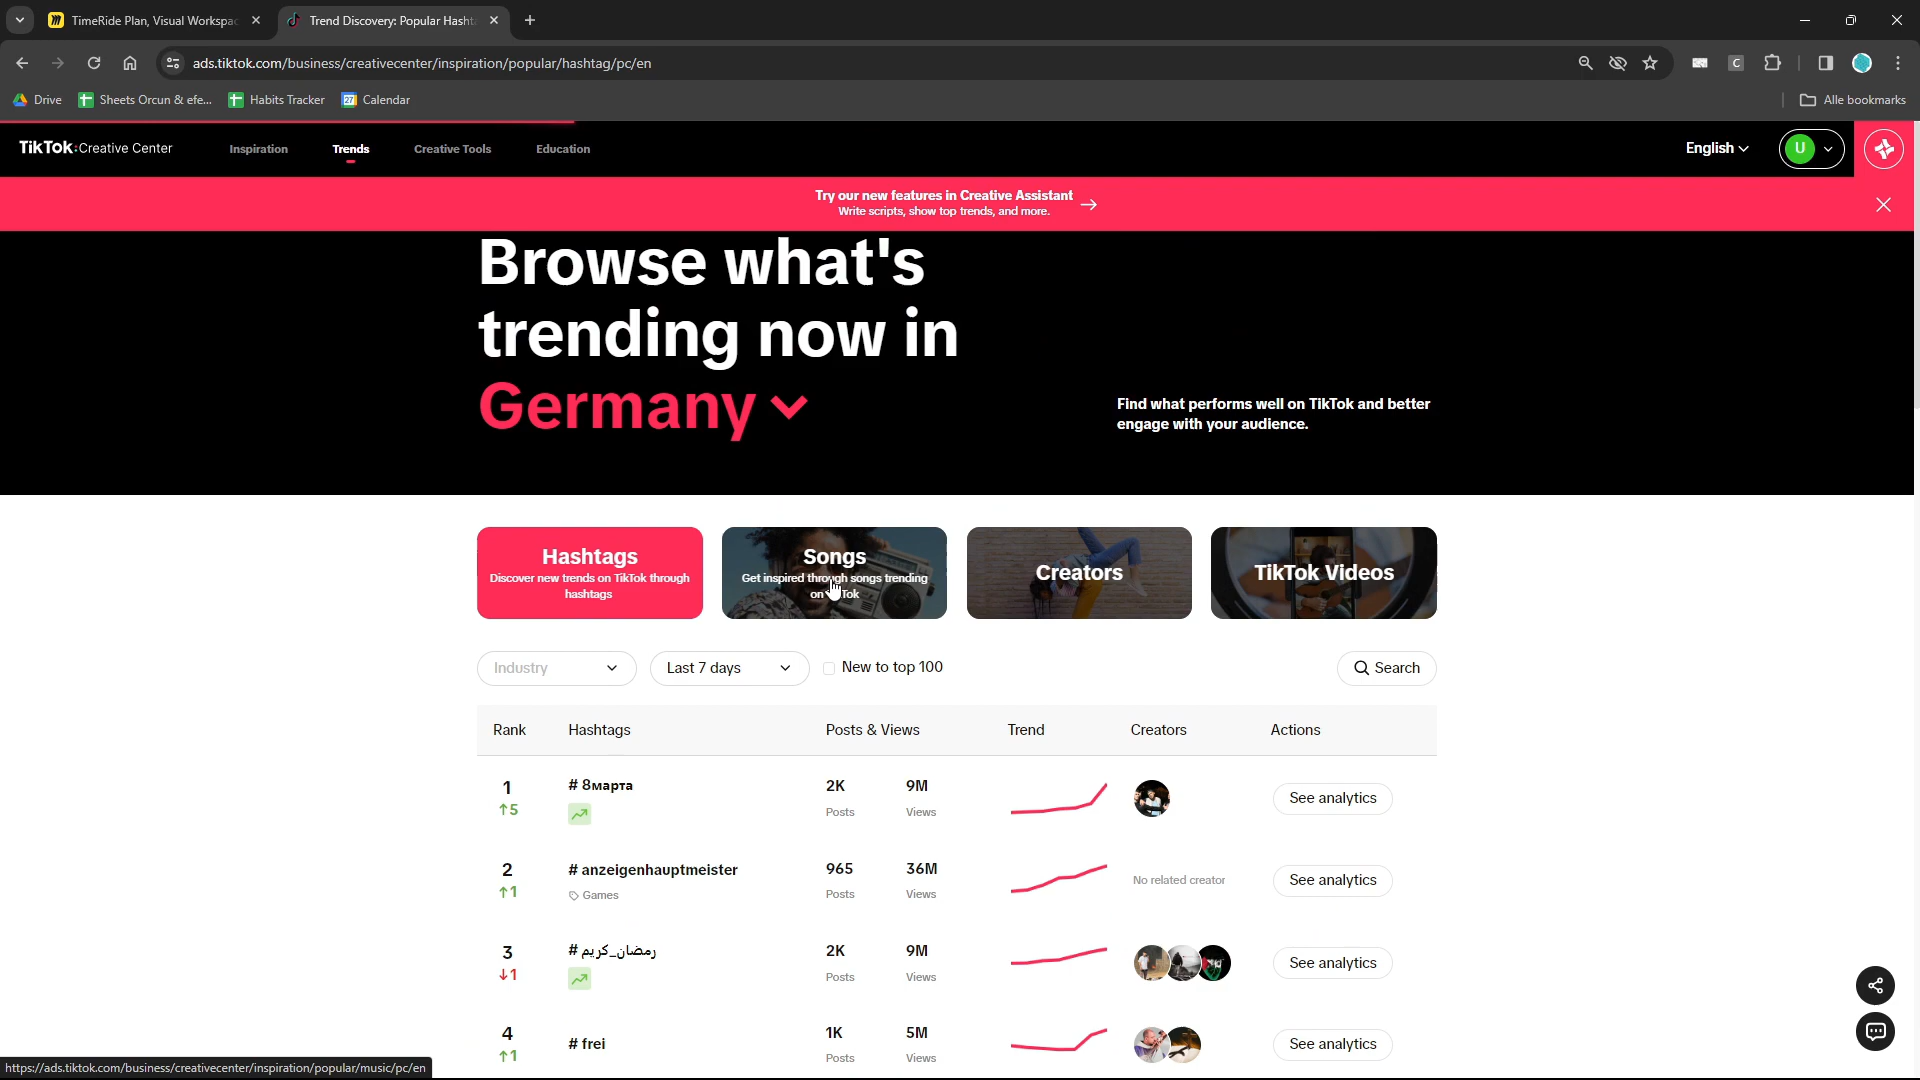 TimeRide Plan, Visual Workspac
Trend Discovery: Popular Hasht
ads.tiktok.com/business/creativecenter/inspiration/popular/hashtag/pc/en
C
Drive
Sheets Orcun & efe...
Habits Tracker
27
Calendar
Alle bookmarks
TikTok: Creative Center
Inspiration
Trends
Creative Tools
Education
English
U
Try our new features in Creative Assistant
Write scripts, show top trends, and more.
Browse what's
trending now in
Germany
Find what performs well on TikTok and better
engage with your audience.
Hashtags
Discover new trends on TikTok through
hashtags
Songs
Get inspired through songs trending
on TikTok
Creators
TikTok Videos
Industry
Last 7 days
New to top 100
Search
Rank
Hashtags
Posts & Views
Trend
Creators
Actions
1
5
# 8марта
2K
Posts
9M
Views
See analytics
2
1
# anzeigenhauptmeister
Games
965
Posts
36M
Views
No related creator
See analytics
3
1
# رمضان_كريم
2K
Posts
9M
Views
See analytics
4
1
# frei
1K
Posts
5M
Views
See analytics
https://ads.tiktok.com/business/creativecenter/inspiration/popular/music/pc/en